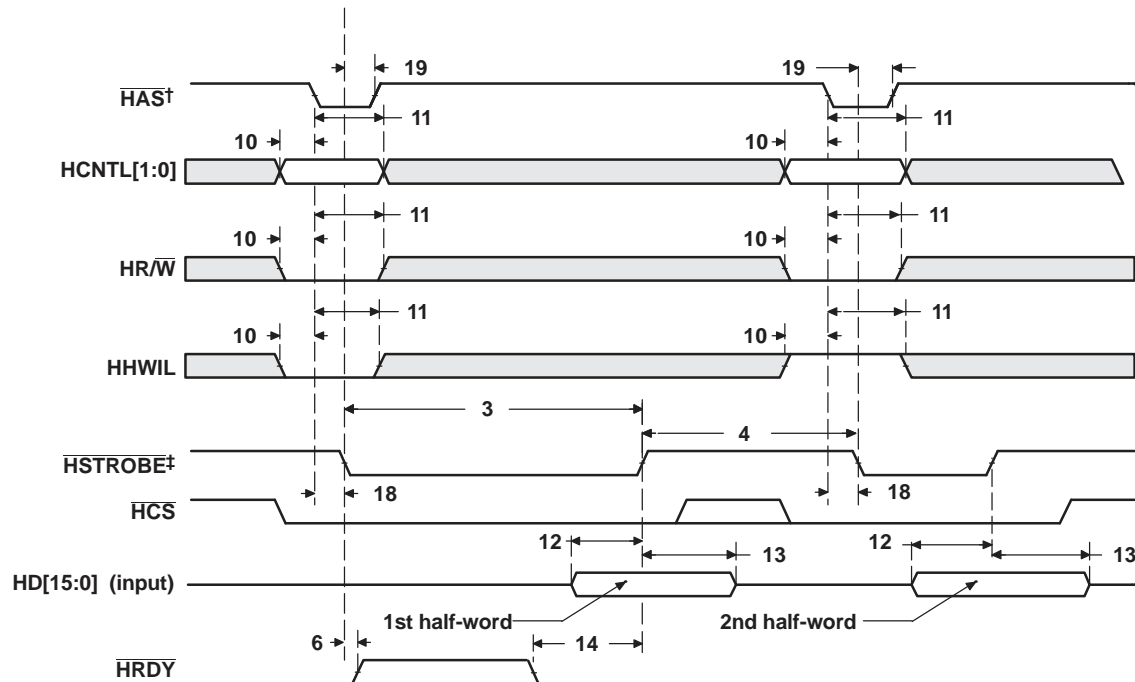 19 19
HAS†
11 11
10 10
HCNTL[1:0]
11 11
10 10
HR/W
11 11
10 10
HHWIL
3
4
HSTROBE‡
18 18
HCS
12 12
13 13
HD[15:0] (input)
1st half-word 2nd half-word
6 14
HRDY